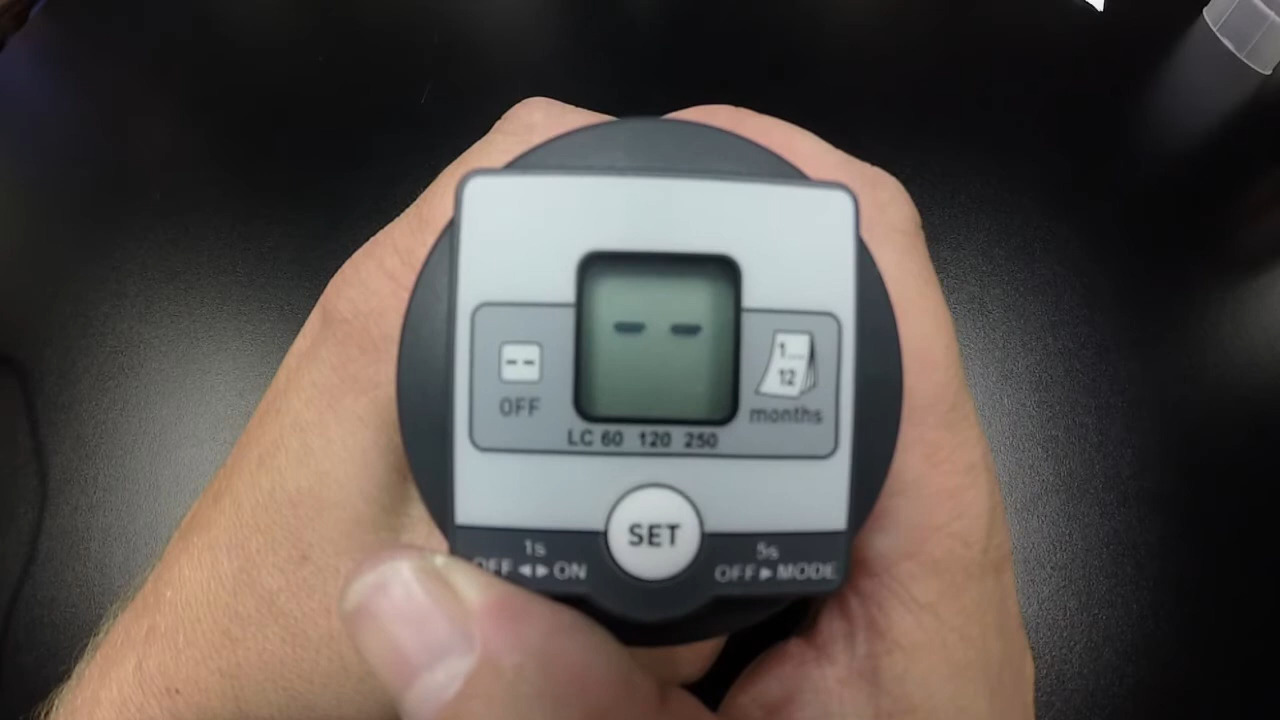 -- 
1...
12
--
OFF
months
LC 60 120 250
SET
1s
OFF ◄► ON
5s
OFF ► MODE